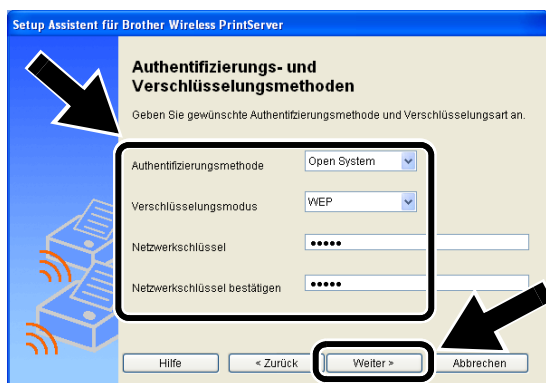 Setup Assistent für Brother Wireless PrintServer
Authentifizierungs- und
Verschlüsselungsmethoden
Geben Sie gewünschte Authentifzierungsmethode und Verschlüsselungsart an.
Authentifizierungsmethode Open System
Verschlüsselungsmodus WEP
Netzwerkschlüssel •••••
Netzwerkschlüssel bestätigen •••••
Hilfe < Zurück Weiter > Abbrechen